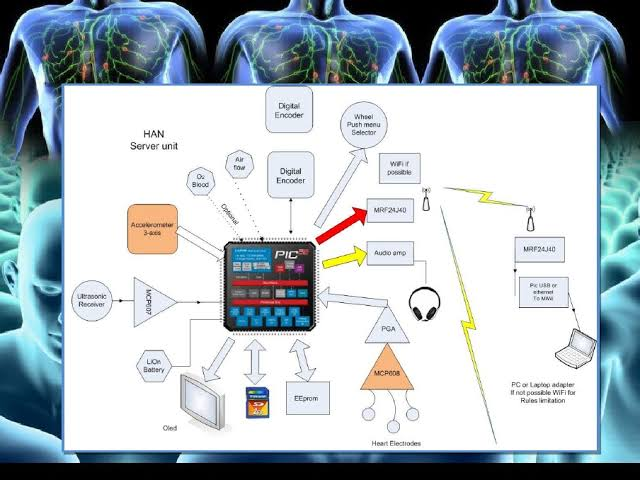 HAN
Server unit
Digital
Encoder
Wheel
Push menu
Selector
WiFi if
possible
Air
flow
O₂
Blood
Digital
Encoder
Optional
MRF24J40
Accelerometer
3-axis
Audio amp
MRF24J40
PIC
Ultrasonic
Receiver
MCP607
Pic USB or
ethernet
To MiWi
PGA
LiOn
Battery
MCP608
EEprom
PC or Laptop adapter
If not possible WiFi for
Rules limitation
Oled
Heart Electrodes